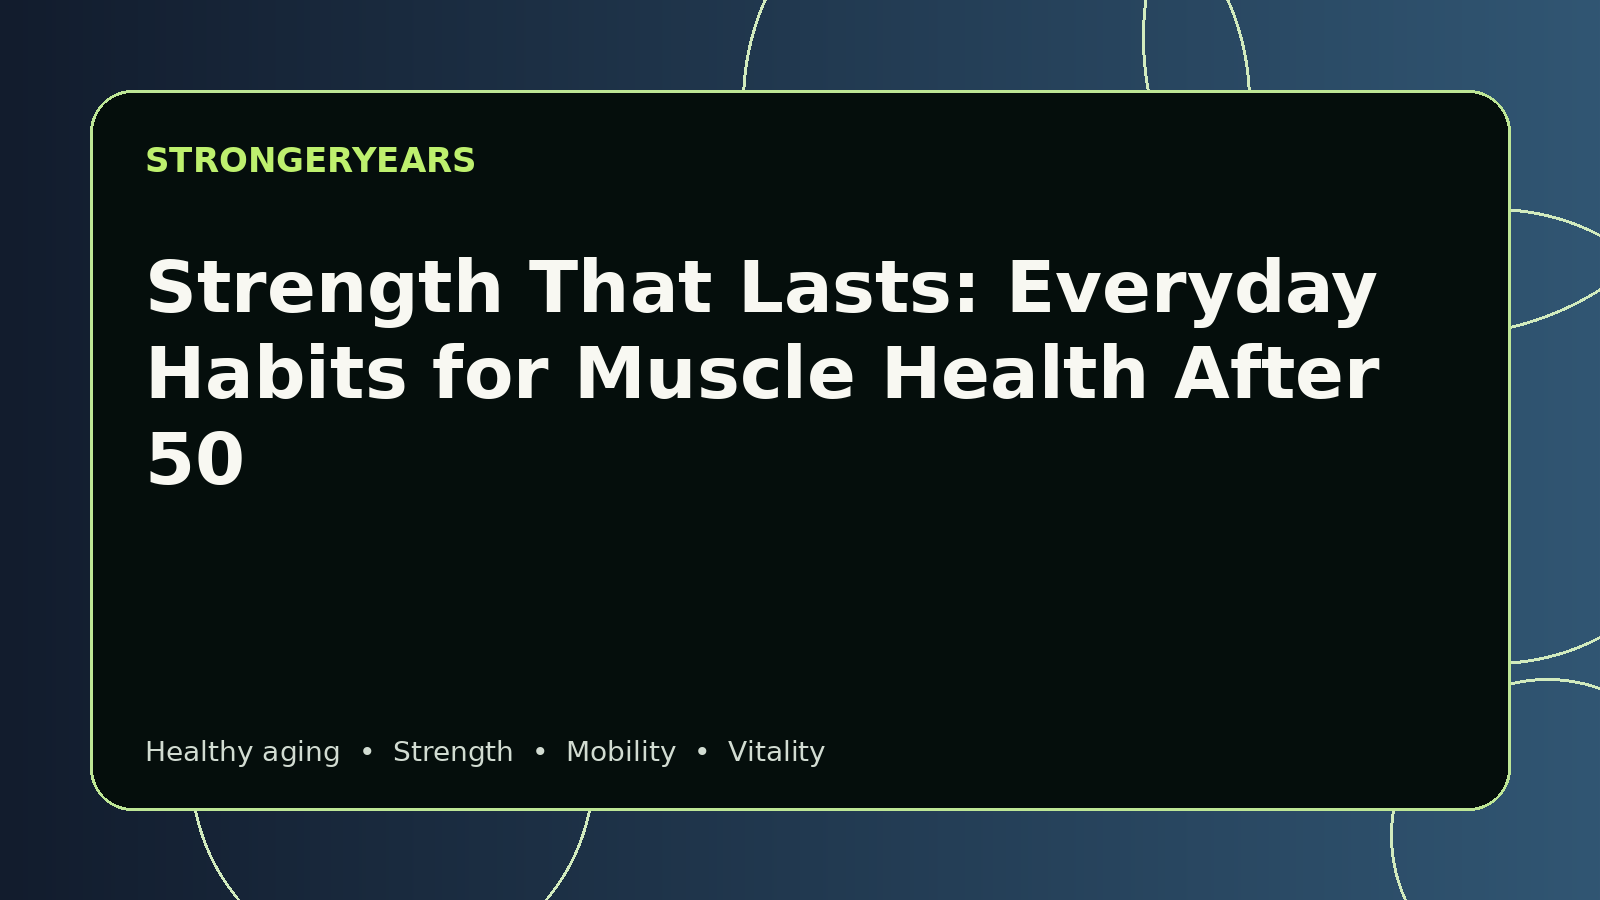 STRONGERYEARS
Strength That Lasts: Everyday
Habits for Muscle Health After
50
Healthy aging • Strength • Mobility • Vitality